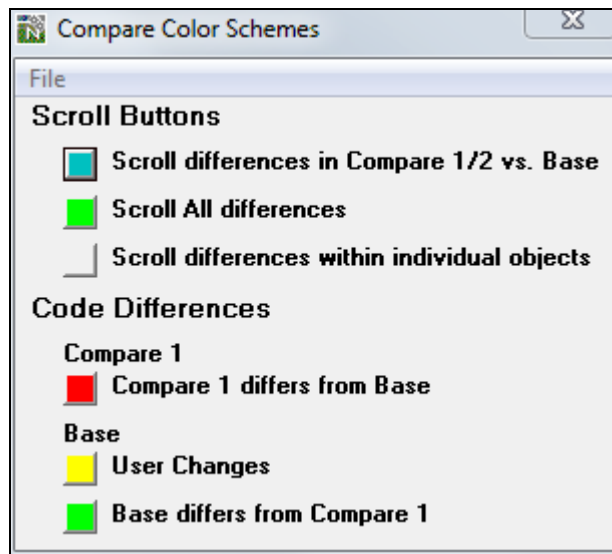 Compare Color Schemes
File
Scroll Buttons
Scroll differences in Compare 1/2 vs. Base
Scroll All differences
Scroll differences within individual objects
Code Differences
Compare 1
Compare 1 differs from Base
Base
User Changes
Base differs from Compare 1